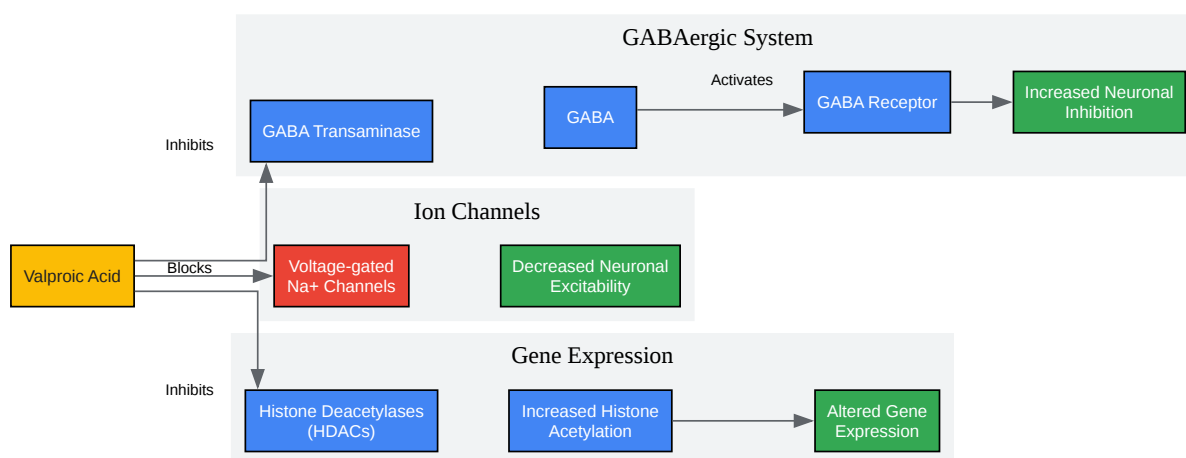 GABAergic System
Activates
GABA Transaminase
GABA
GABA Receptor
Increased Neuronal
Inhibition
Inhibits
Ion Channels
Valproic Acid
Blocks
Voltage-gated
Na+ Channels
Decreased Neuronal
Excitability
Gene Expression
Inhibits
Histone Deacetylases
(HDACs)
Increased Histone
Acetylation
Altered Gene
Expression